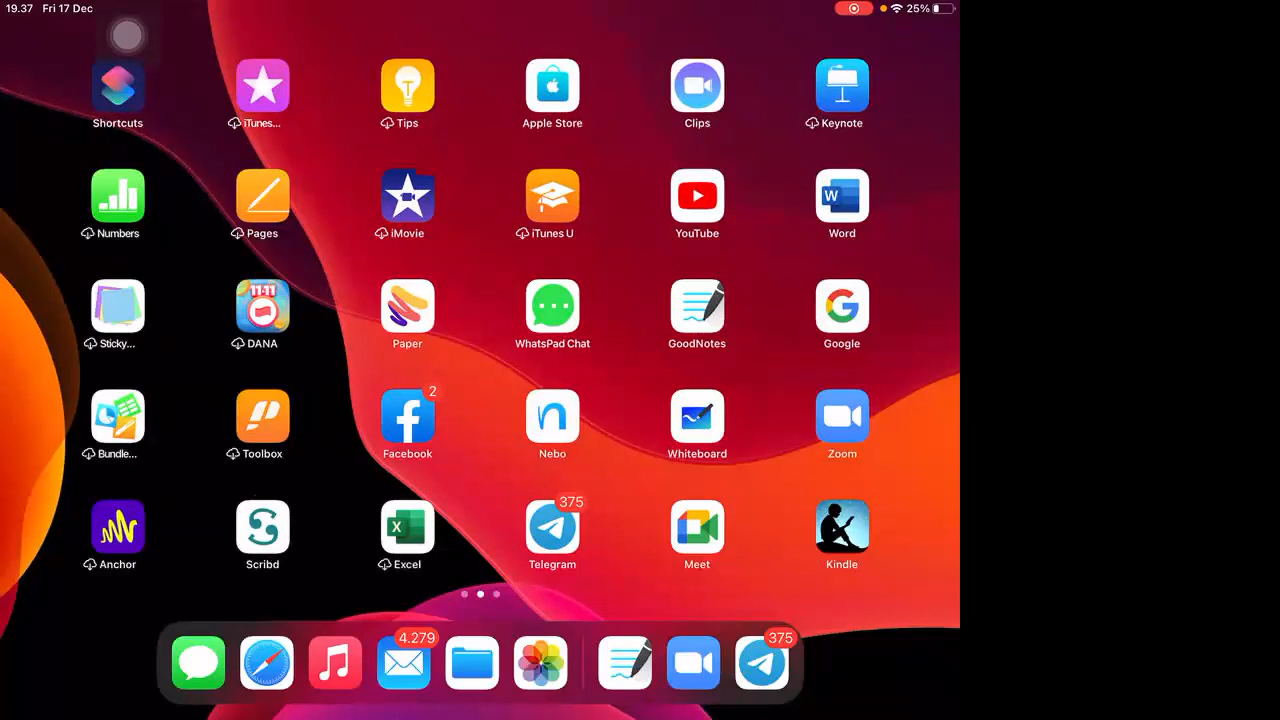 19.37 Fri 17 Dec 25%
Shortcuts iTunes... Tips Apple Store Clips Keynote
Numbers Pages iMovie iTunes U YouTube Word
W
11.11
Sticky... DANA Paper WhatsPad Chat GoodNotes Google
2
Bundle... Toolbox Facebook Nebo Whiteboard Zoom
375
Anchor Scribd Excel Telegram Meet Kindle
4.279 375